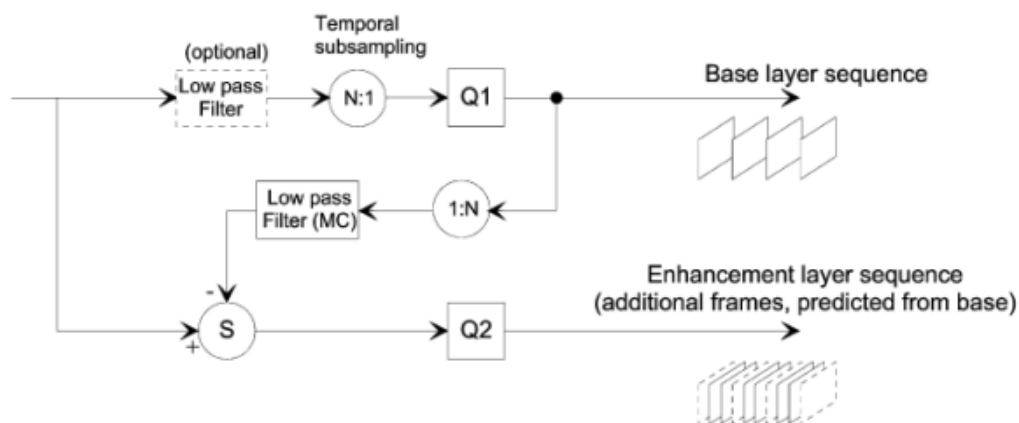 Temporal
subsampling
(optional)
Low pass
Filter
N:1
Q1
Base layer sequence
Low pass
Filter (MC)
1:N
Enhancement layer sequence
(additional frames, predicted from base)
-
S
+
Q2